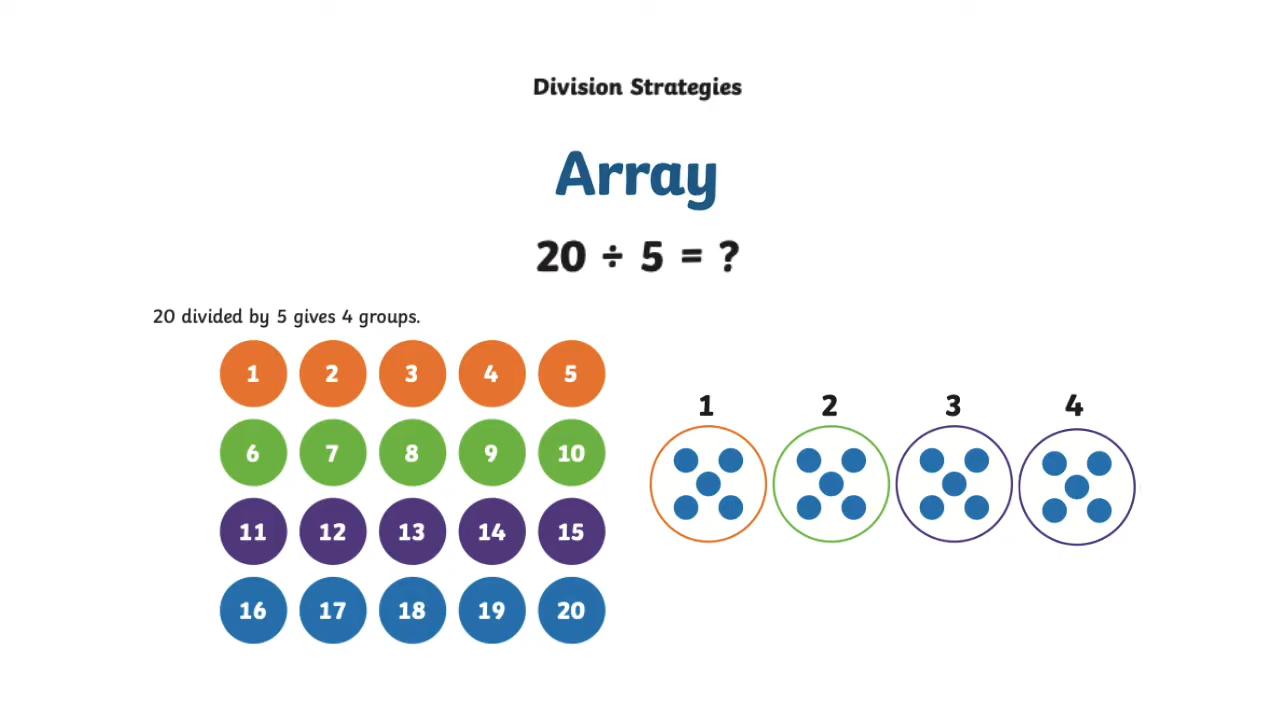 Division Strategies
Array
20 ÷ 5 = ?
20 divided by 5 gives 4 groups.
1 2 3 4 5
6 7 8 9 10
11 12 13 14 15
16 17 18 19 20
1 2 3 4